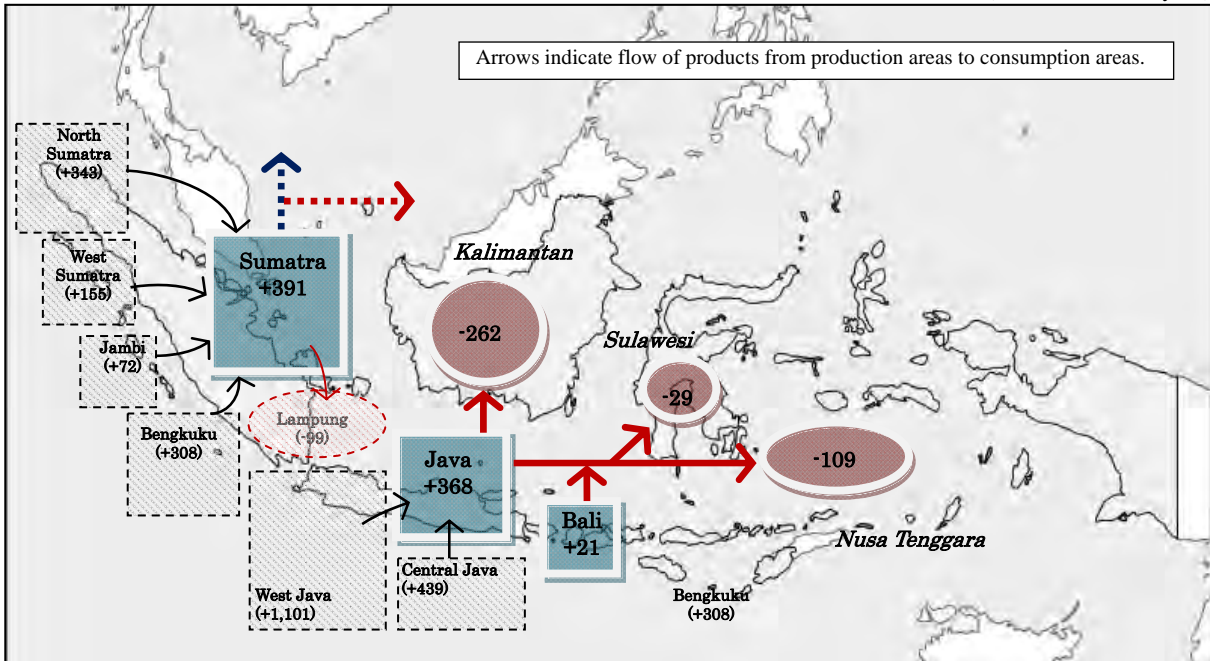 Arrows indicate flow of products from production areas to consumption areas.
North
Sumatra
(+343)
West
Sumatra
(+155)
Jambi
(+72)
Bengkuku
(+308)
Sumatra
+391
Lampung
(-99)
Kalimantan
-262
Sulawesi
-29
Java
+368
-109
Nusa Tenggara
Bali
+21
West Java
(+1,101)
Central Java
(+439)
Bengkuku
(+308)